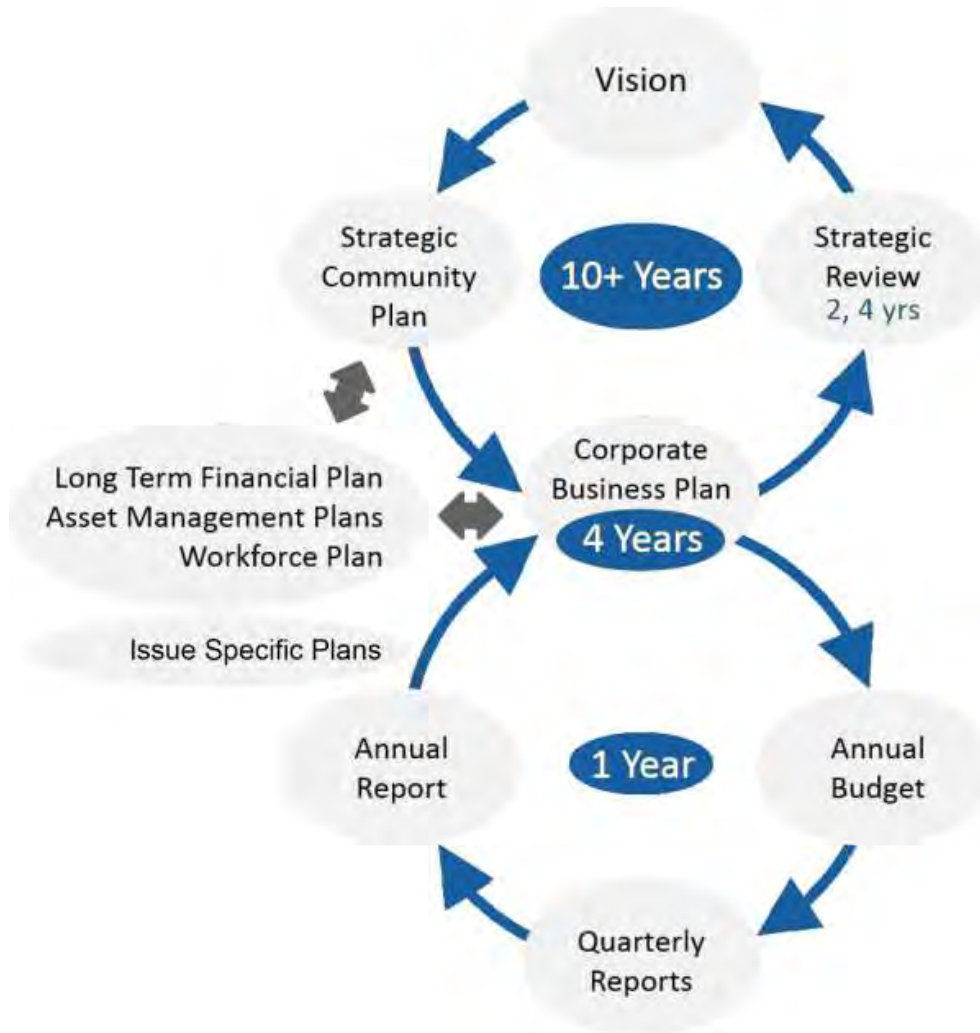 Vision
Strategic
Community
Plan
10+ Years
Strategic
Review
2, 4 yrs
Long Term Financial Plan
Asset Management Plans
Workforce Plan
Corporate
Business Plan
4 Years
Issue Specific Plans
Annual
Report
1 Year
Annual
Budget
Quarterly
Reports